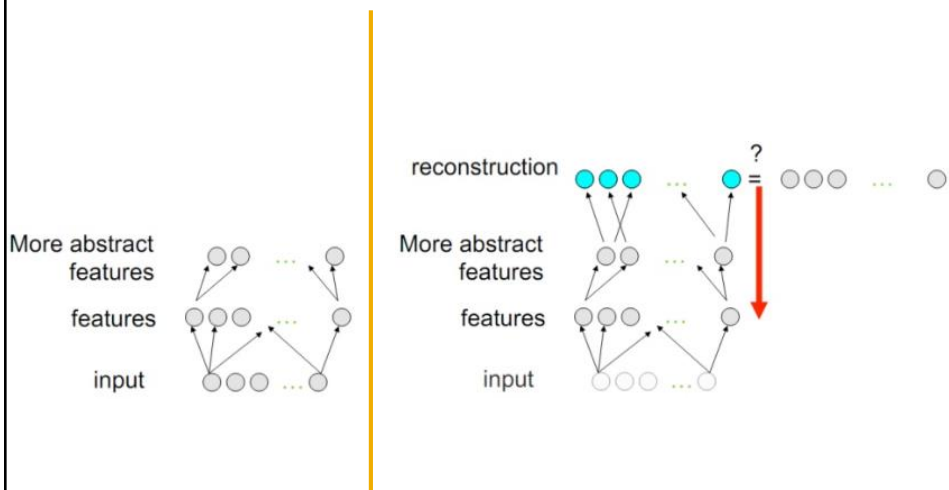 More abstract
features
...
features
...
input
...
reconstruction
...
?
=
...
More abstract
features
...
features
...
input
...